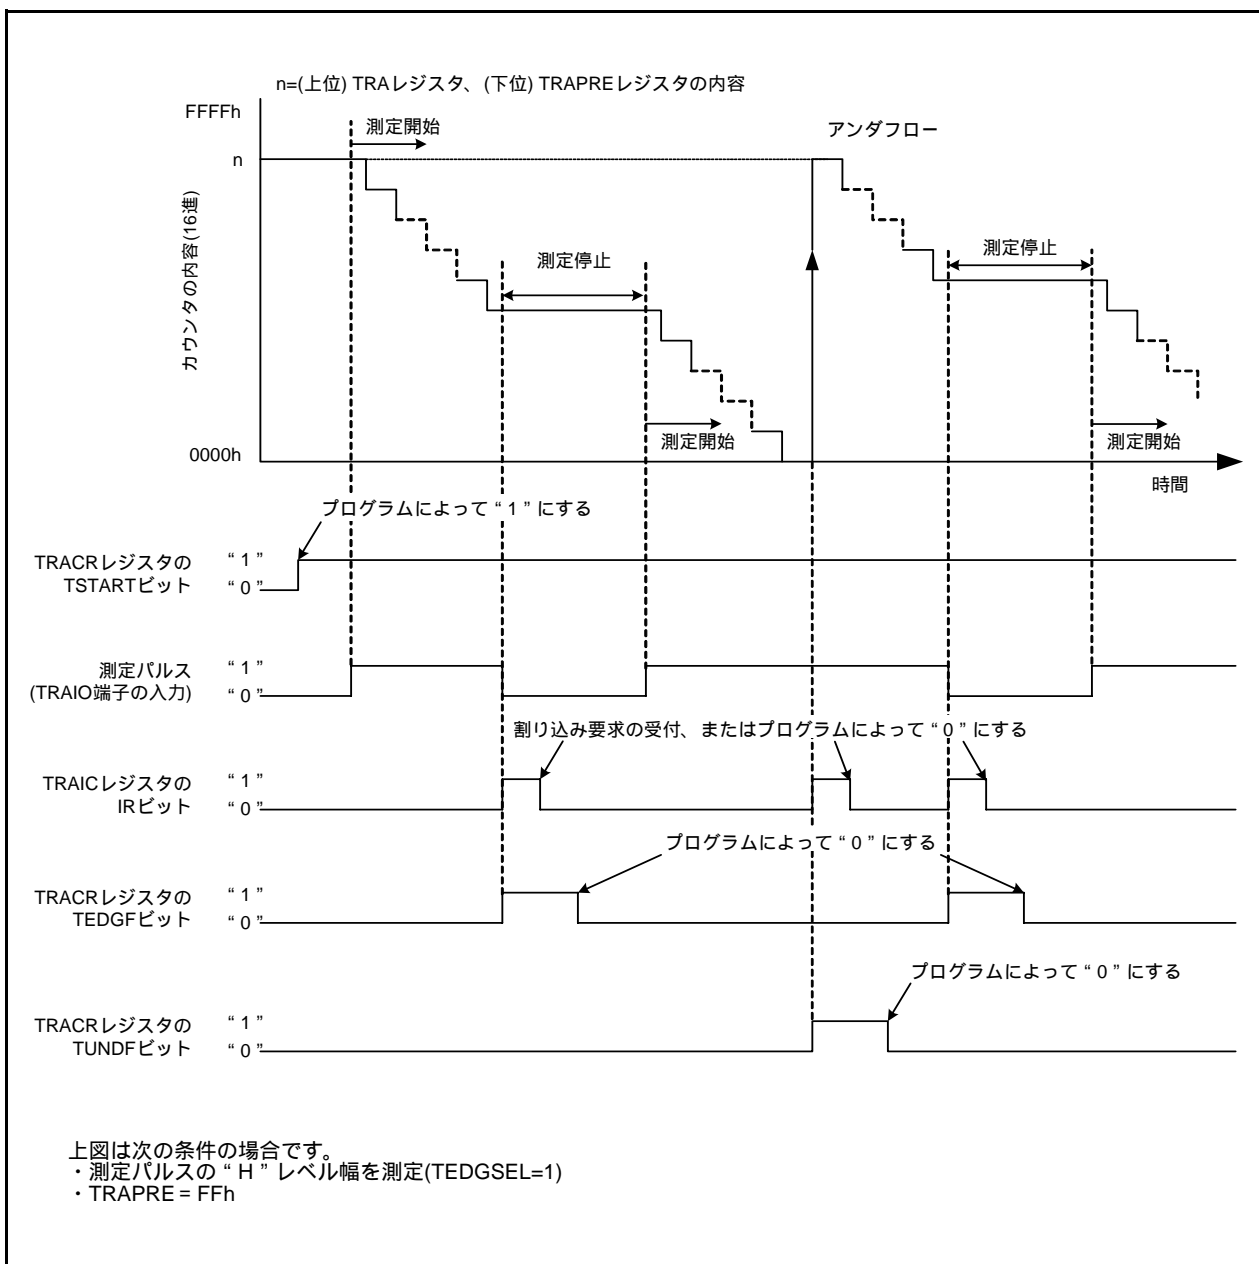 n=(上位) TRAレジスタ、(下位) TRAPREレジスタの内容
FFFFh
測定開始
アンダフロー
n
カウンタの内容(16進)
測定停止
測定停止
測定開始
測定開始
0000h
時間
プログラムによって“1”にする
TRACRレジスタの
TSTARTビット
“1”
“0”
測定パルス
(TRAIO端子の入力)
“1”
“0”
割り込み要求の受付、またはプログラムによって“0”にする
TRAICレジスタの
IRビット
“1”
“0”
プログラムによって“0”にする
TRACRレジスタの
TEDGFビット
“1”
“0”
プログラムによって“0”にする
TRACRレジスタの
TUNDFビット
“1”
“0”
上図は次の条件の場合です。
・測定パルスの“H”レベル幅を測定(TEDGSEL=1)
・TRAPRE = FFh